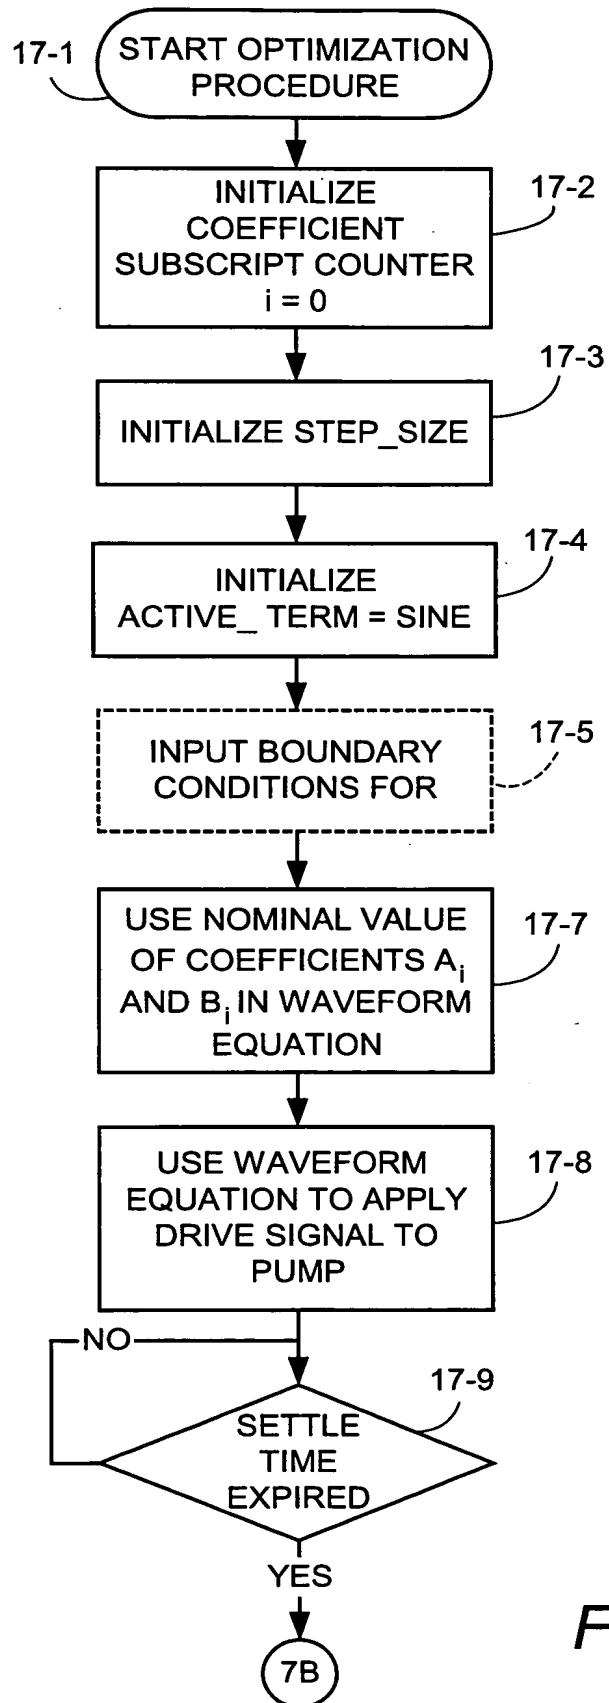 17-1
START OPTIMIZATION
PROCEDURE
INITIALIZE
COEFFICIENT
SUBSCRIPT COUNTER
i = 0
17-2
INITIALIZE STEP_SIZE
17-3
INITIALIZE
ACTIVE_ TERM = SINE
17-4
INPUT BOUNDARY
CONDITIONS FOR
17-5
USE NOMINAL VALUE
OF COEFFICIENTS Ai
AND Bi IN WAVEFORM
EQUATION
17-7
USE WAVEFORM
EQUATION TO APPLY
DRIVE SIGNAL TO
PUMP
17-8
NO
SETTLE
TIME
EXPIRED
17-9
YES
7B
F